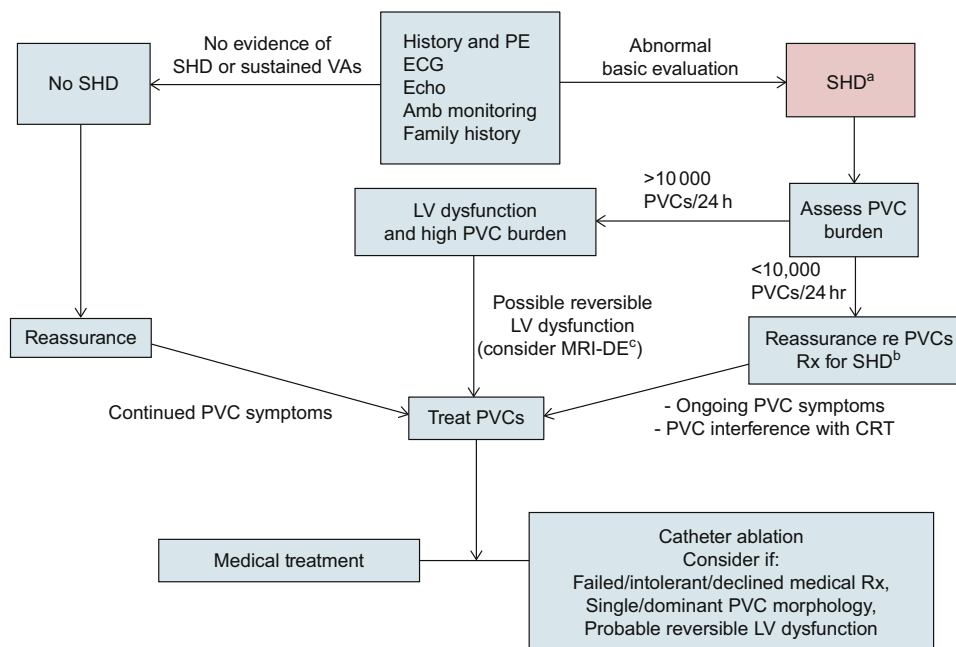 No SHD
No evidence of
SHD or sustained VAs
History and PE
ECG
Echo
Amb monitoring
Family history
Abnormal
basic evaluation
SHDa
>10 000
PVCs/24 h
LV dysfunction
and high PVC burden
Assess PVC
burden
<10,000
PVCs/24 hr
Possible reversible
LV dysfunction
(consider MRI-DEc)
Reassurance
Reassurance re PVCs
Rx for SHDb
Continued PVC symptoms
Treat PVCs
- Ongoing PVC symptoms
- PVC interference with CRT
Medical treatment
Catheter ablation
Consider if:
Failed/intolerant/declined medical Rx,
Single/dominant PVC morphology,
Probable reversible LV dysfunction